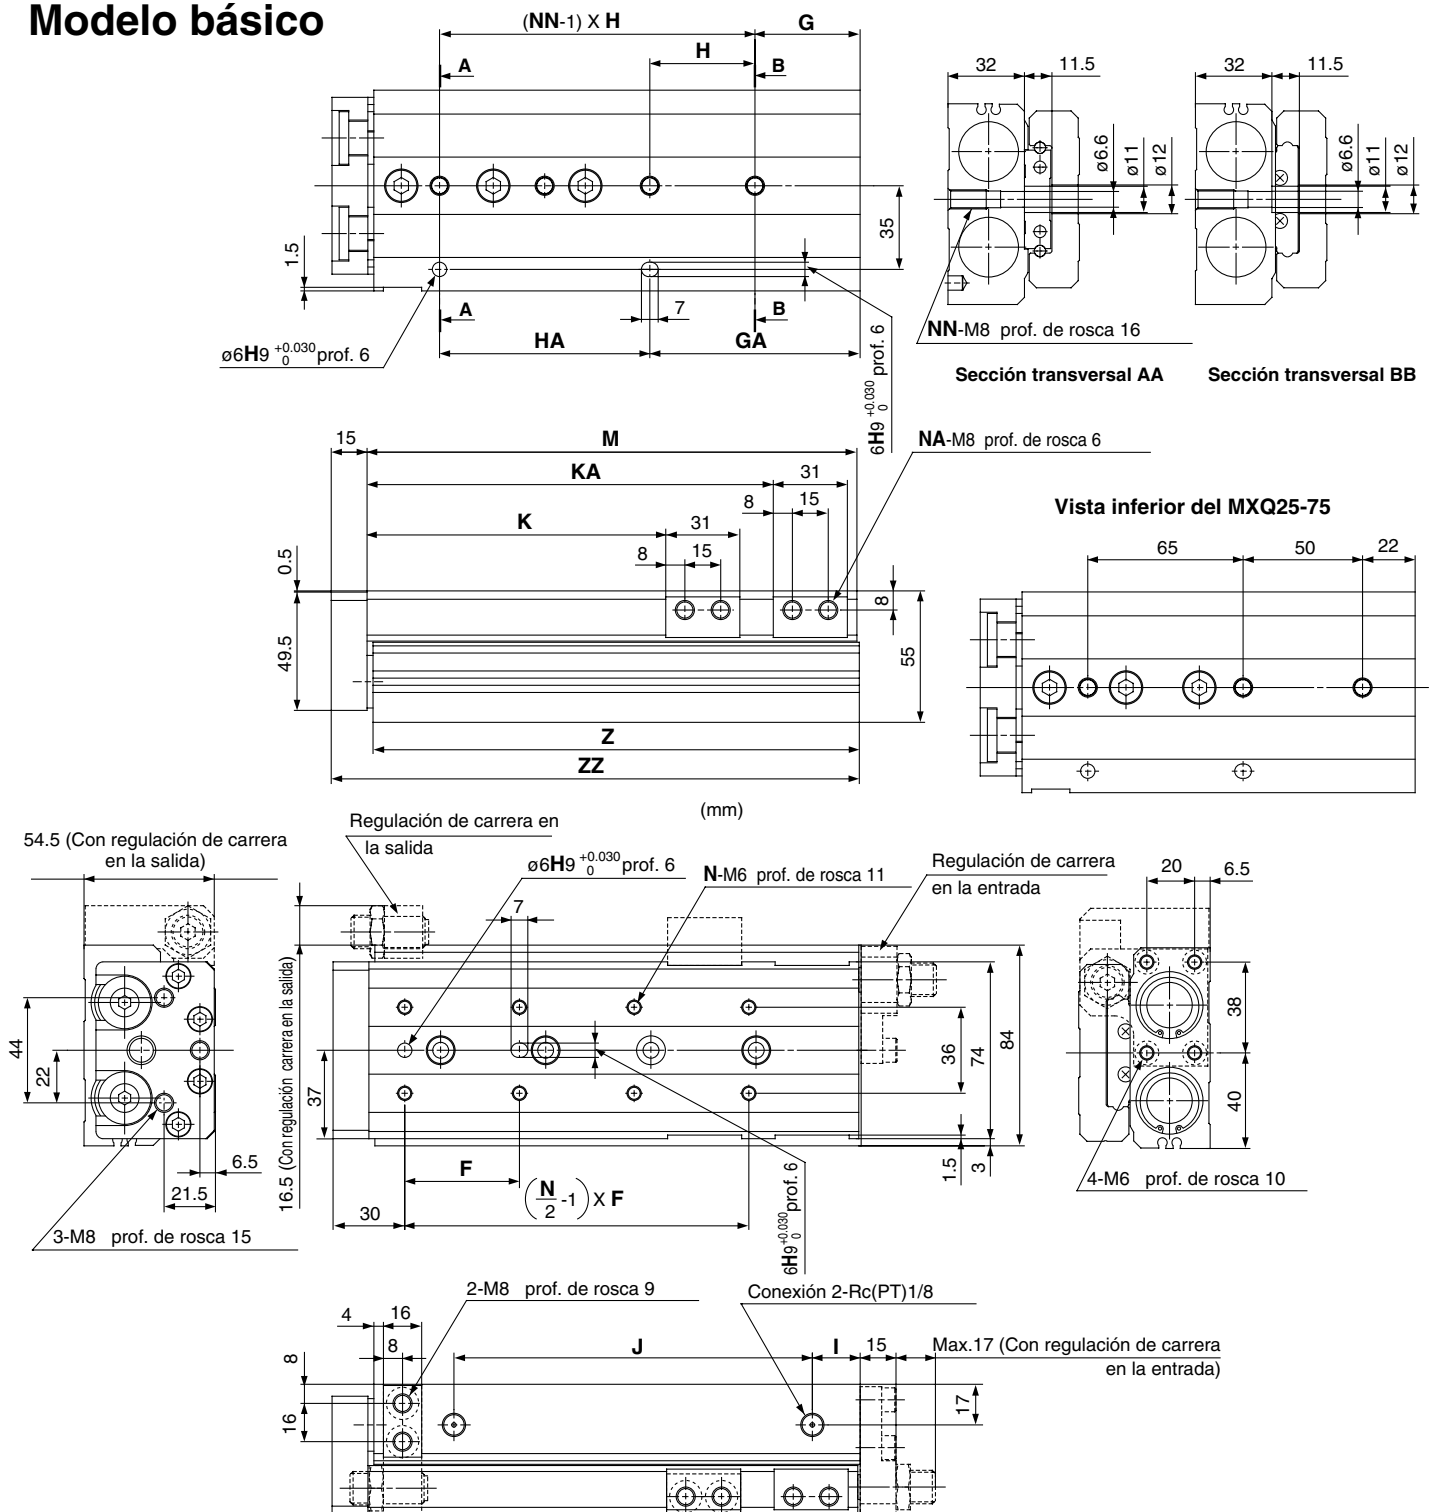 Modelo básico
(NN-1) X H
G
H
A
B
35
1.5
7
A
B
HA
GA
ø6H9 +0.030 0 prof. 6
6H9 +0.030 0 prof. 6
32
11.5
ø6.6
ø11
ø12
32
11.5
ø6.6
ø11
ø12
NN-M8 prof. de rosca 16
Sección transversal AA
Sección transversal BB
15
M
KA
31
8
15
K
31
8
15
NA-M8 prof. de rosca 6
0.5
49.5
8
55
Z
ZZ
Vista inferior del MXQ25-75
65
50
22
(mm)
54.5 (Con regulación de carrera
en la salida)
Regulación de carrera en
la salida
ø6H9 +0.030 0 prof. 6
N-M6 prof. de rosca 11
Regulación de carrera
en la entrada
7
20
6.5
44
22
6.5
21.5
3-M8 prof. de rosca 15
16.5 (Con regulación carrera en la salida)
37
36
74
84
1.5
3
F
(N/2 -1) X F
30
6H9 +0.030 0 prof. 6
38
40
4-M6 prof. de rosca 10
2-M8 prof. de rosca 9
Conexión 2-Rc(PT)1/8
4
16
8
8
16
J
I
15
Max.17 (Con regulación de carrera
en la entrada)
17